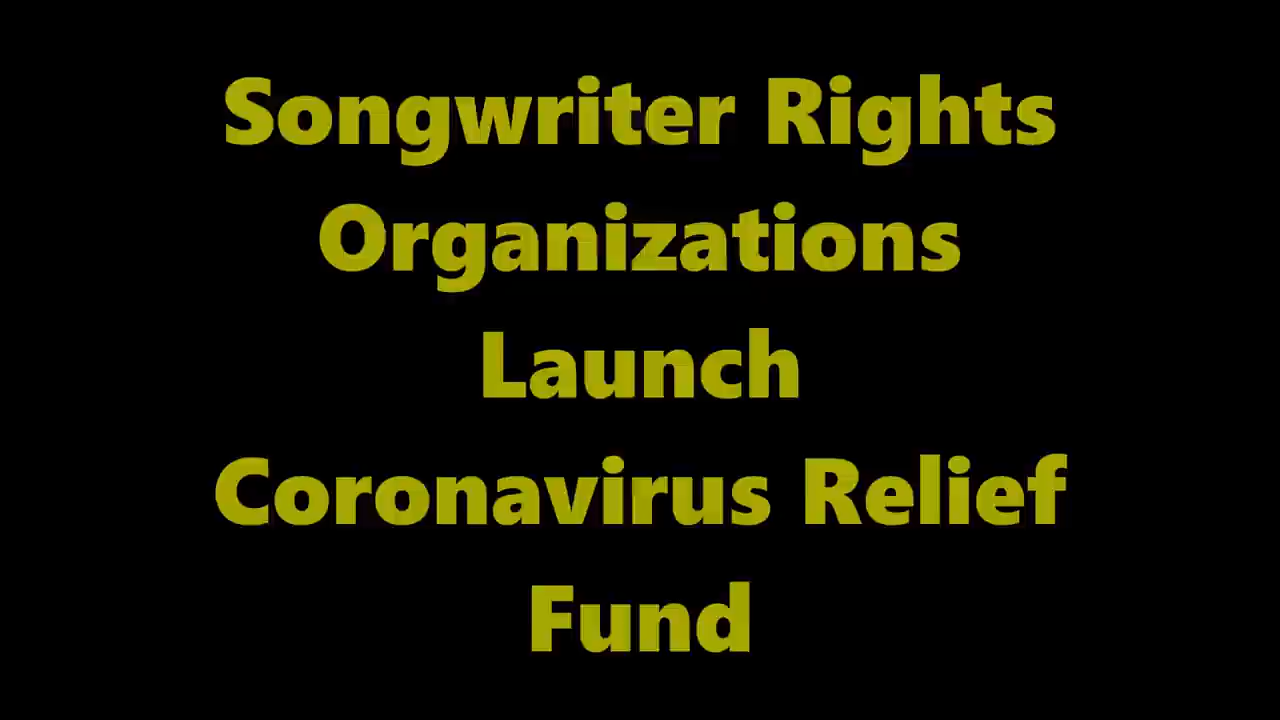 Songwriter Rights
Organizations
Launch
Coronavirus Relief
Fund